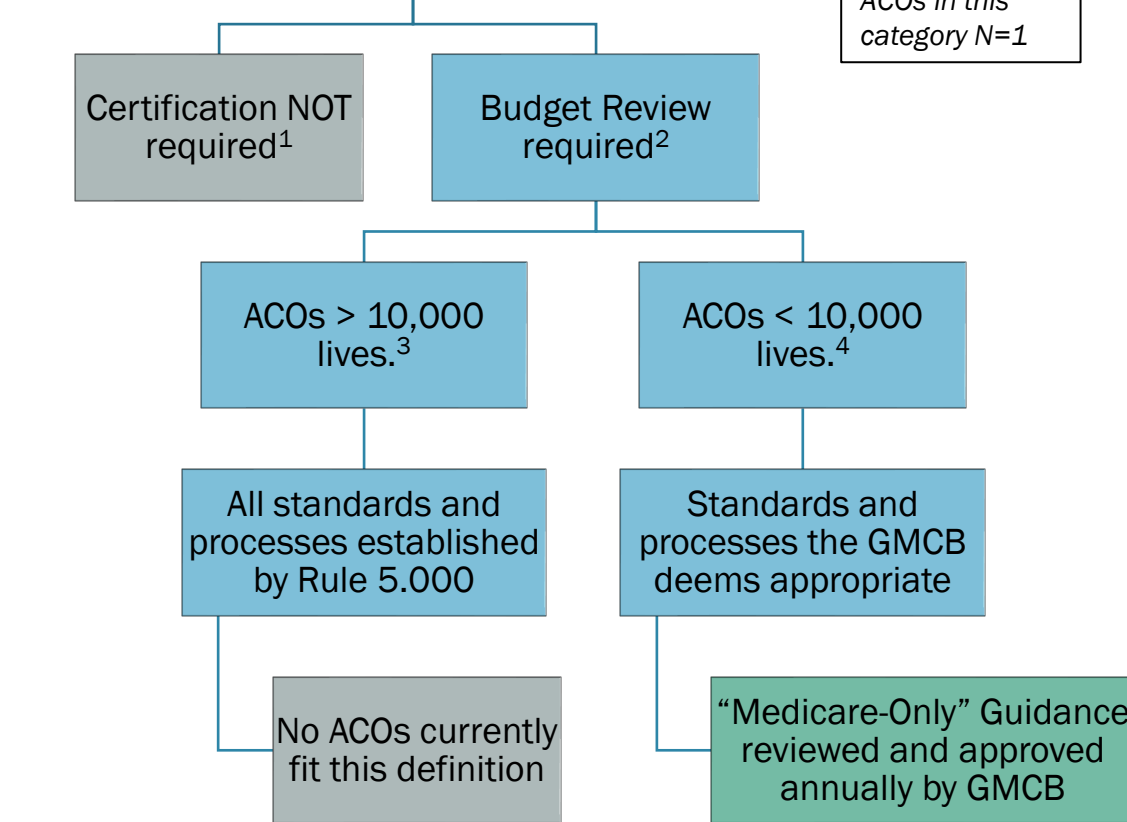 ACOs in this
category N=1
Certification NOT
required¹
Budget Review
required²
ACOs > 10,000
lives.³
ACOs < 10,000
lives.⁴
All standards and
processes established
by Rule 5.000
Standards and
processes the GMCB
deems appropriate
No ACOs currently
fit this definition
“Medicare-Only” Guidance
reviewed and approved
annually by GMCB